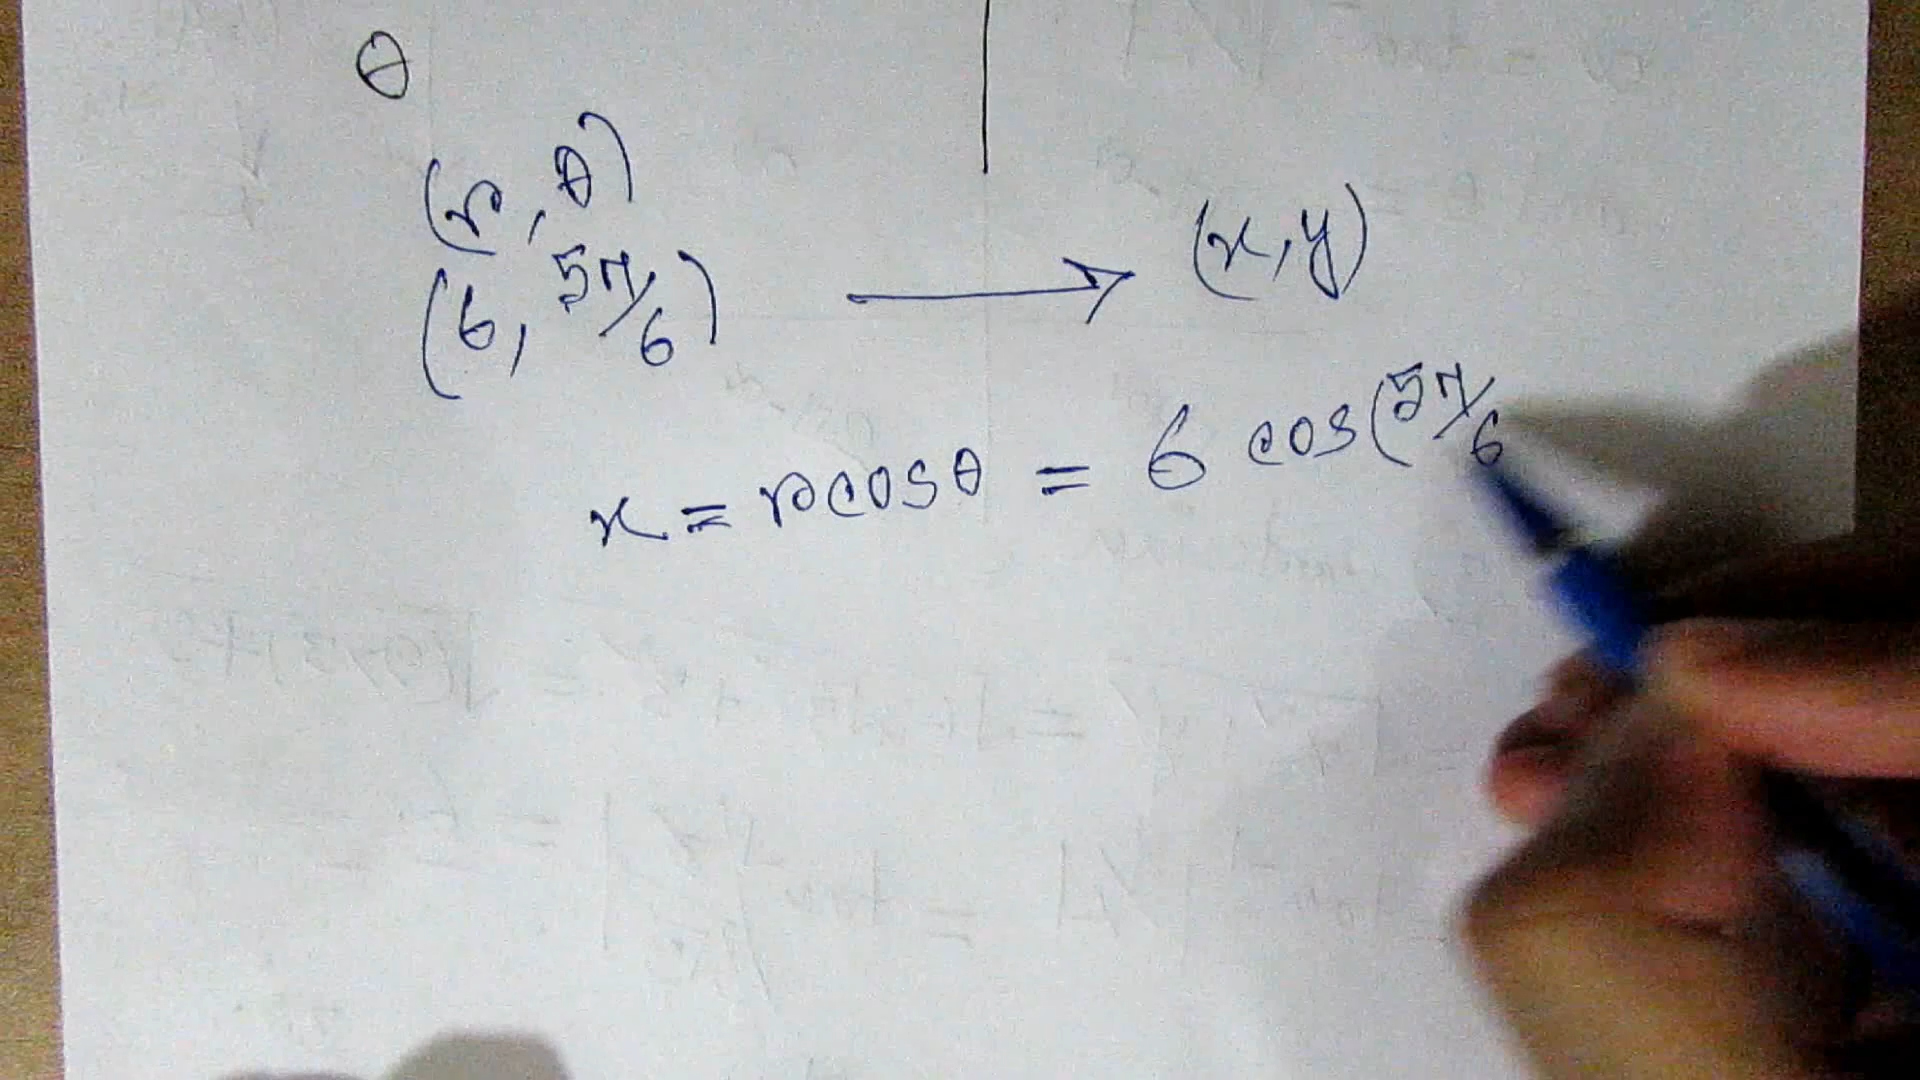 θ
(r, θ)
(6, 5π/6) → (x, y)
x = r cos θ = 6 cos(5π/6